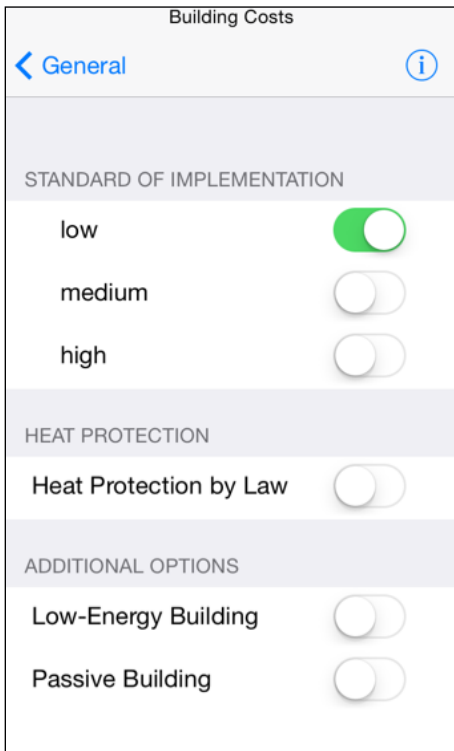 Building Costs
General
i
STANDARD OF IMPLEMENTATION
low
medium
high
HEAT PROTECTION
Heat Protection by Law
ADDITIONAL OPTIONS
Low-Energy Building
Passive Building